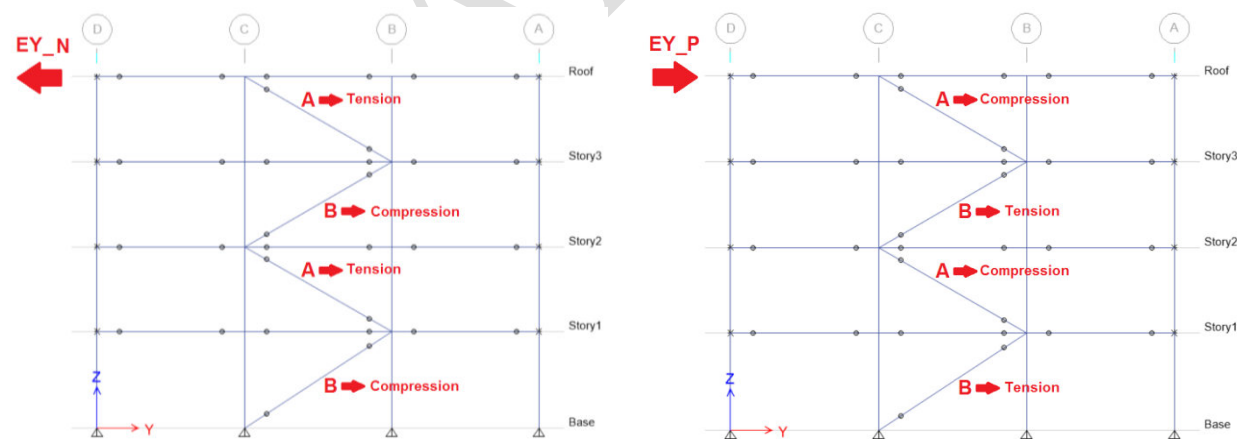 D C B A
EY_N
Roof
A Tension
Story3
B Compression
Story2
A Tension
Story1
B Compression
Z
Y
Base
D C B A
EY_P
Roof
A Compression
Story3
B Tension
Story2
A Compression
Story1
B Tension
Z
Y
Base